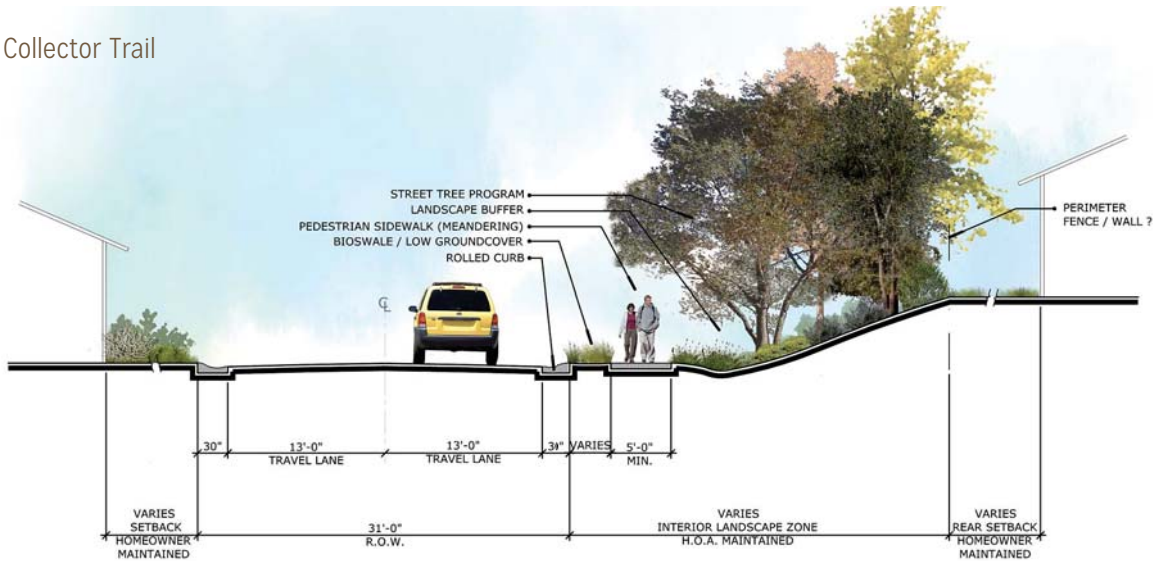 Collector Trail
STREET TREE PROGRAM
LANDSCAPE BUFFER
PEDESTRIAN SIDEWALK (MEANDERING)
BIOSWALE / LOW GROUNDCOVER
ROLLED CURB
PERIMETER
FENCE / WALL ?
CL
30"
13'-0"
TRAVEL LANE
13'-0"
TRAVEL LANE
VARIES
5'-0"
MIN.
VARIES
SETBACK
HOMEOWNER
MAINTAINED
31'-0"
R.O.W.
VARIES
INTERIOR LANDSCAPE ZONE
H.O.A. MAINTAINED
VARIES
REAR SETBACK
HOMEOWNER
MAINTAINED